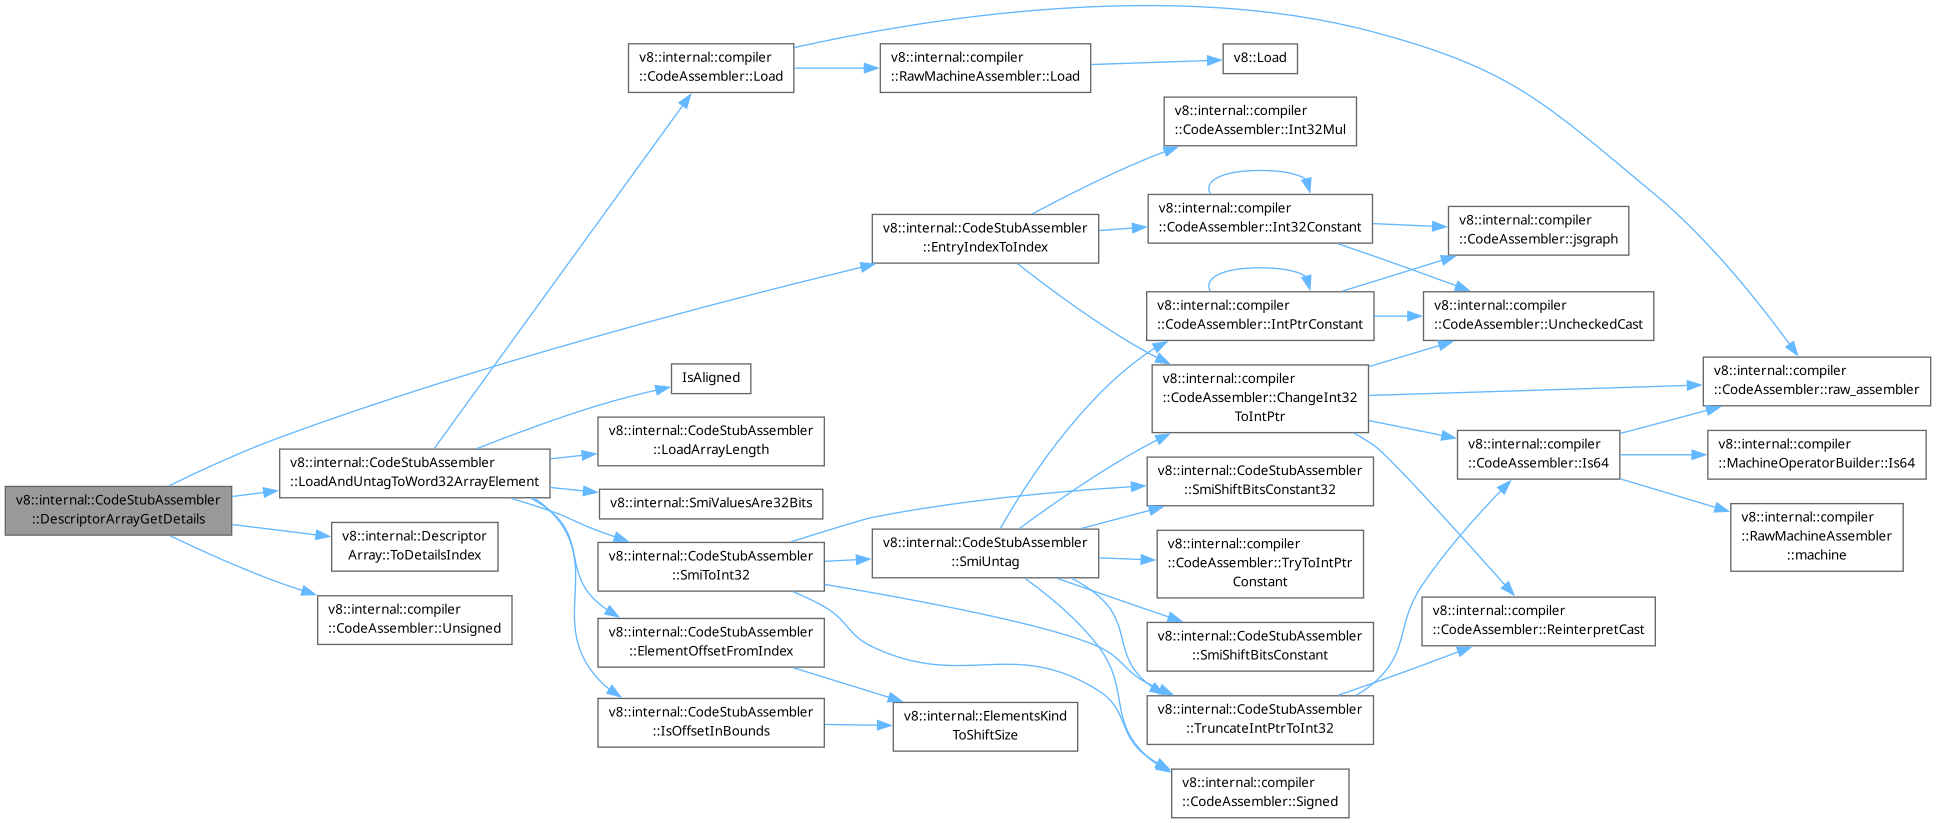 v8::internal::CodeStubAssembler
::DescriptorArrayGetDetails
v8::internal::CodeStubAssembler
::LoadAndUntagToWord32ArrayElement
v8::internal::Descriptor
Array::ToDetailsIndex
v8::internal::compiler
::CodeAssembler::Unsigned
v8::internal::compiler
::CodeAssembler::Load
IsAligned
v8::internal::CodeStubAssembler
::LoadArrayLength
v8::internal::SmiValuesAre32Bits
v8::internal::CodeStubAssembler
::SmiToInt32
v8::internal::CodeStubAssembler
::ElementOffsetFromIndex
v8::internal::CodeStubAssembler
::IsOffsetInBounds
v8::internal::compiler
::RawMachineAssembler::Load
v8::internal::CodeStubAssembler
::EntryIndexToIndex
v8::internal::CodeStubAssembler
::SmiUntag
v8::internal::ElementsKind
ToShiftSize
v8::Load
v8::internal::compiler
::CodeAssembler::Int32Mul
v8::internal::compiler
::CodeAssembler::Int32Constant
v8::internal::compiler
::CodeAssembler::IntPtrConstant
v8::internal::compiler
::CodeAssembler::ChangeInt32
ToIntPtr
v8::internal::CodeStubAssembler
::SmiShiftBitsConstant32
v8::internal::compiler
::CodeAssembler::TryToIntPtr
Constant
v8::internal::CodeStubAssembler
::SmiShiftBitsConstant
v8::internal::CodeStubAssembler
::TruncateIntPtrToInt32
v8::internal::compiler
::CodeAssembler::Signed
v8::internal::compiler
::CodeAssembler::jsgraph
v8::internal::compiler
::CodeAssembler::UncheckedCast
v8::internal::compiler
::CodeAssembler::Is64
v8::internal::compiler
::CodeAssembler::ReinterpretCast
v8::internal::compiler
::CodeAssembler::raw_assembler
v8::internal::compiler
::MachineOperatorBuilder::Is64
v8::internal::compiler
::RawMachineAssembler
::machine